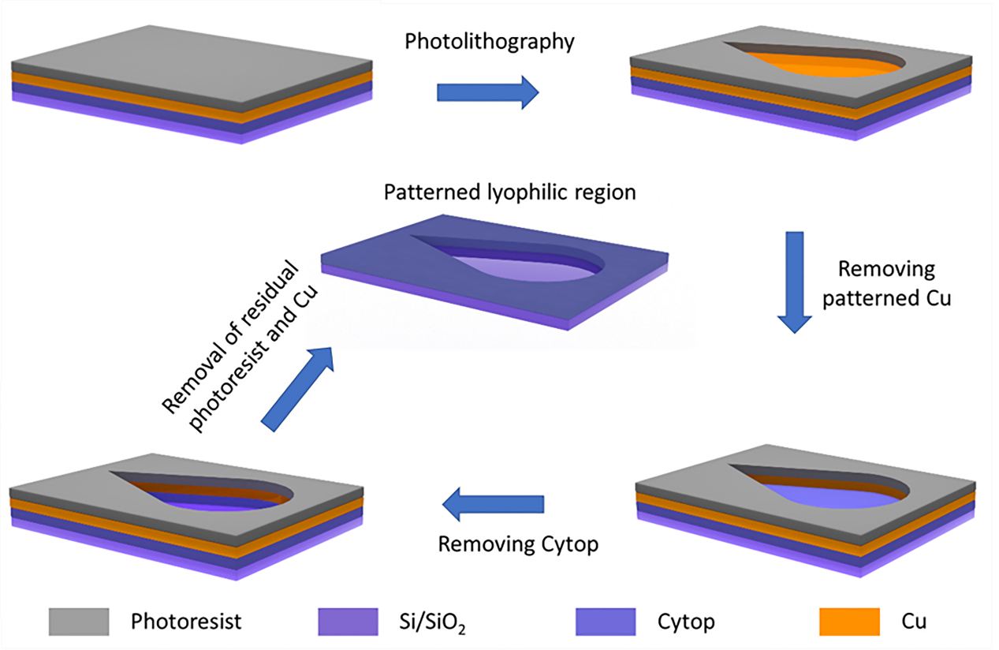 Photolithography
Patterned lyophilic region
Removing
patterned Cu
Removal of residual
photoresist and Cu
Removing Cytop
Photoresist
Si/SiO₂
Cytop
Cu